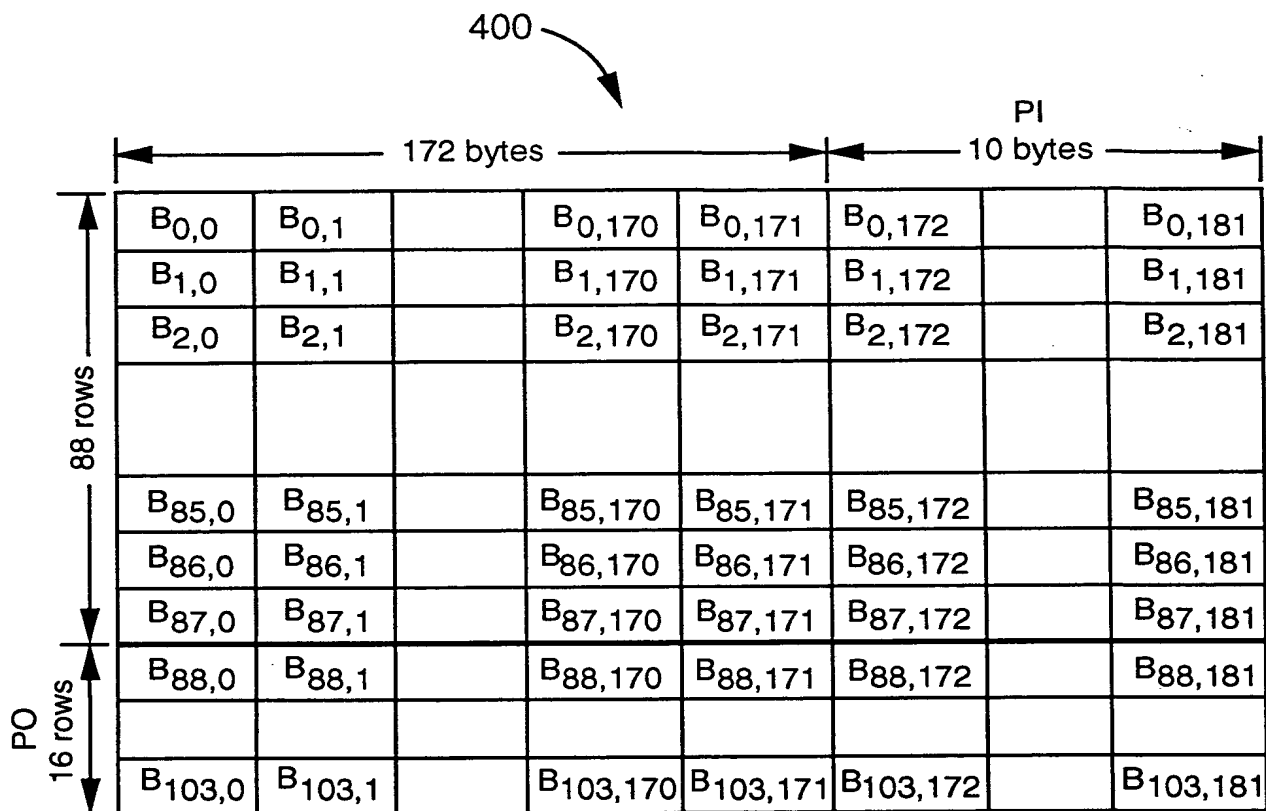 400
PI
172 bytes 10 bytes
B0,0 B0,1 B0,170 B0,171 B0,172 B0,181
B1,0 B1,1 B1,170 B1,171 B1,172 B1,181
B2,0 B2,1 B2,170 B2,171 B2,172 B2,181
88 rows
B85,0 B85,1 B85,170 B85,171 B85,172 B85,181
B86,0 B86,1 B86,170 B86,171 B86,172 B86,181
B87,0 B87,1 B87,170 B87,171 B87,172 B87,181
PO
16 rows
B88,0 B88,1 B88,170 B88,171 B88,172 B88,181
B103,0 B103,1 B103,170 B103,171 B103,172 B103,181